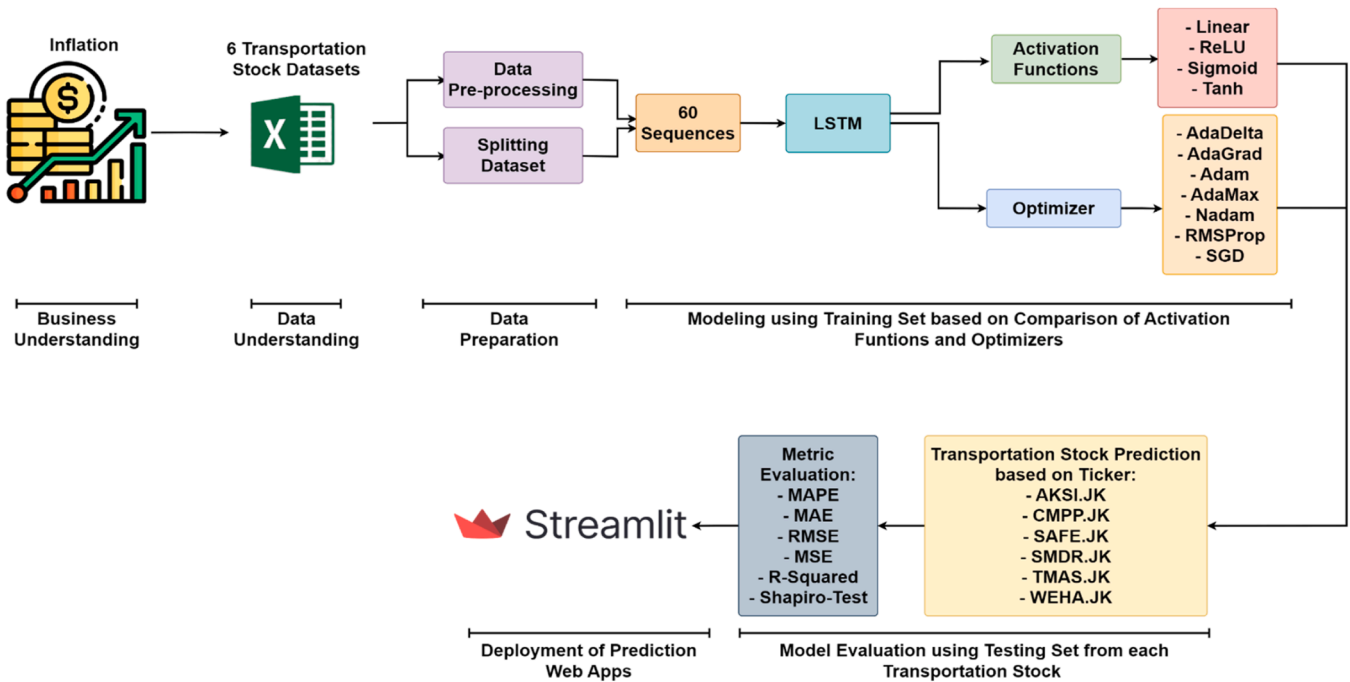 Inflation
6 Transportation
Stock Datasets
X
Data
Pre-processing
Splitting
Dataset
60
Sequences
LSTM
Activation
Functions
- Linear
- ReLU
- Sigmoid
- Tanh
Optimizer
- AdaDelta
- AdaGrad
- Adam
- AdaMax
- Nadam
- RMSProp
- SGD
Business
Understanding
Data
Understanding
Data
Preparation
Modeling using Training Set based on Comparison of Activation
Funtions and Optimizers
Streamlit
Metric
Evaluation:
- MAPE
- MAE
- RMSE
- MSE
- R-Squared
- Shapiro-Test
Transportation Stock Prediction
based on Ticker:
- AKSI.JK
- CMPP.JK
- SAFE.JK
- SMDR.JK
- TMAS.JK
- WEHA.JK
Deployment of Prediction
Web Apps
Model Evaluation using Testing Set from each
Transportation Stock